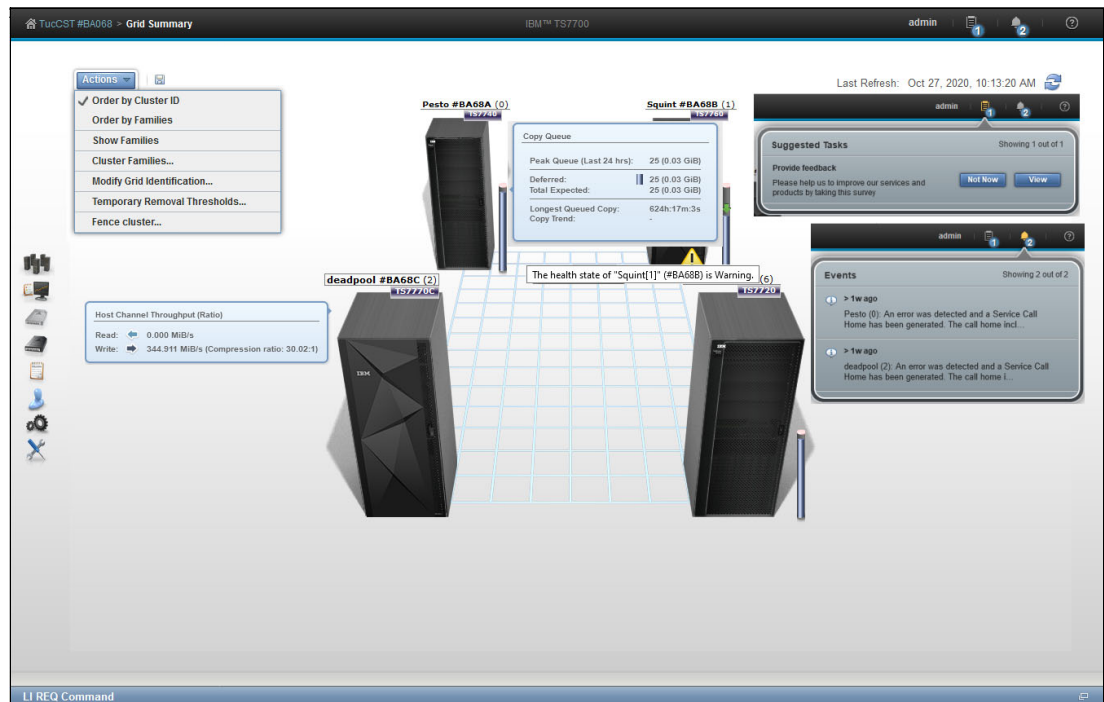 TucCST #BA068 > Grid Summary
IBM™ TS7700
admin
1
2
Actions
Last Refresh: Oct 27, 2020, 10:13:20 AM
Order by Cluster ID
Order by Families
Show Families
Cluster Families...
Modify Grid Identification...
Temporary Removal Thresholds...
Fence cluster...
Pesto #BA68A (0)
TS7740
Squint #BA68B (1)
TS7760
Copy Queue
Peak Queue (Last 24 hrs): 25 (0.03 GiB)
Deferred: 25 (0.03 GiB)
Total Expected: 25 (0.03 GiB)
Longest Queued Copy: 624h:17m:3s
Copy Trend: -
admin
1
2
Suggested Tasks Showing 1 out of 1
Provide feedback
Please help us to improve our services and
products by taking this survey
Not Now View
admin
1
2
Events Showing 2 out of 2
> 1w ago
Pesto (0): An error was detected and a Service Call
Home has been generated. The call home incl...
> 1w ago
deadpool (2): An error was detected and a Service Call
Home has been generated. The call home i...
The health state of "Squint[1]" (#BA68B) is Warning.
deadpool #BA68C (2)
TS7770C
(6)
TS7720
Host Channel Throughput (Ratio)
Read: 0.000 MiB/s
Write: 344.911 MiB/s (Compression ratio: 30.02:1)
IBM
LI REQ Command